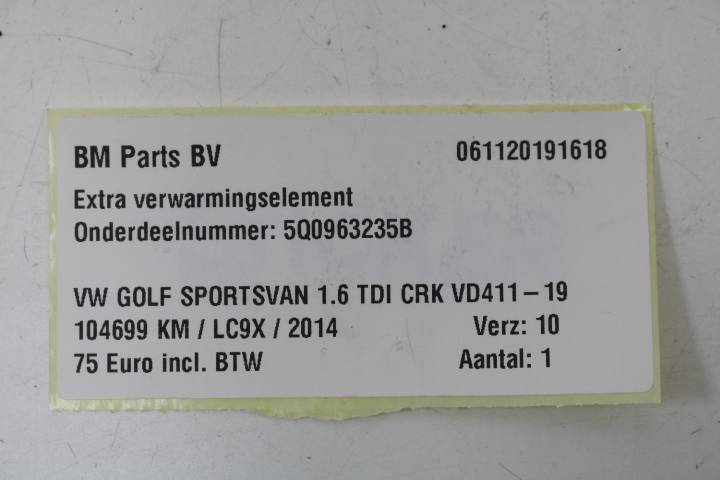 BM Parts BV 061120191618
Extra verwarmingselement
Onderdeelnummer: 5Q0963235B
VW GOLF SPORTSVAN 1.6 TDI CRK VD411-19
104699 KM / LC9X / 2014 Verz: 10
75 Euro incl. BTW Aantal: 1